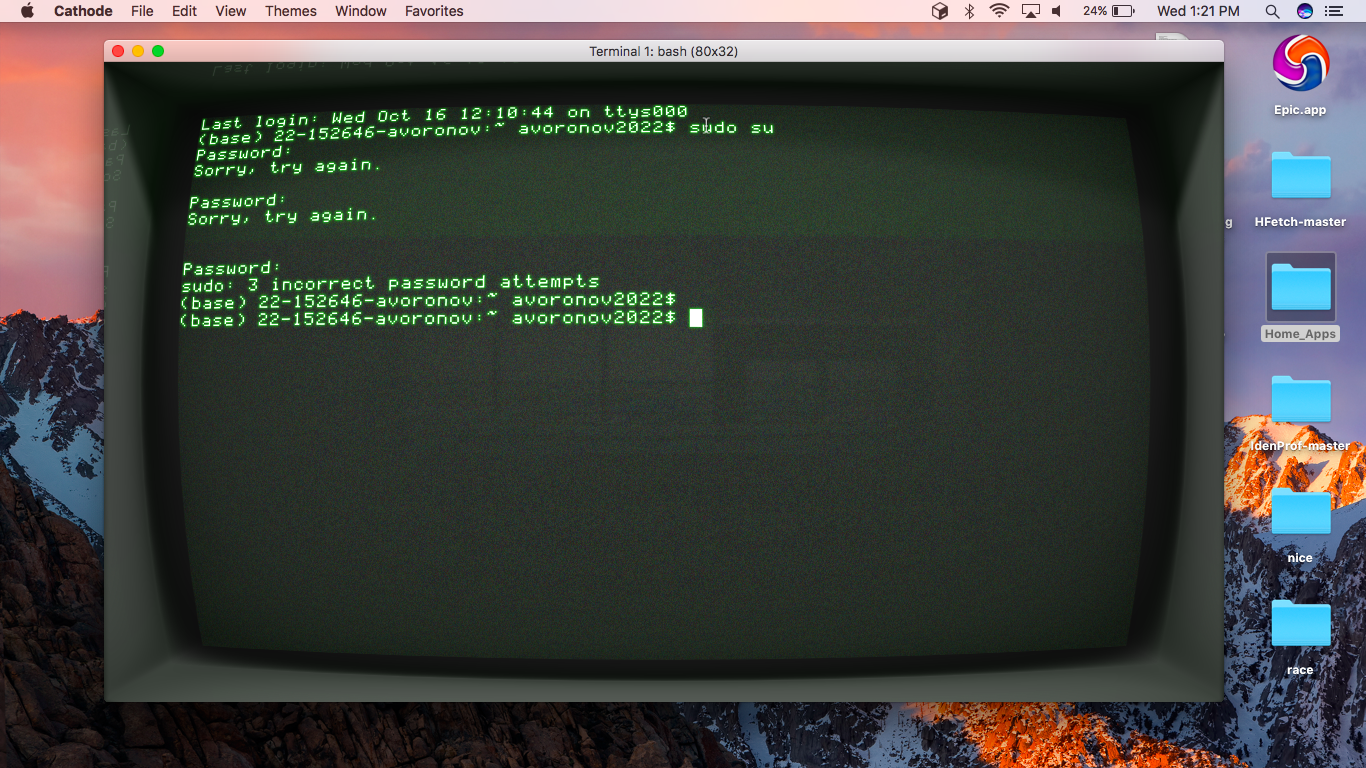 Cathode File Edit View Themes Window Favorites 24% Wed 1:21 PM
Terminal 1: bash (80x32)
Last login: Wed Oct 16 12:10:44 on ttys000
(base) 22-152646-avoronov:~ avoronov2022$ sudo su
Password:
Sorry, try again.
Password:
Sorry, try again.
Password:
sudo: 3 incorrect password attempts
(base) 22-152646-avoronov:~ avoronov2022$
(base) 22-152646-avoronov:~ avoronov2022$
Epic.app
HFetch-master
Home_Apps
IdenProf-master
nice
race